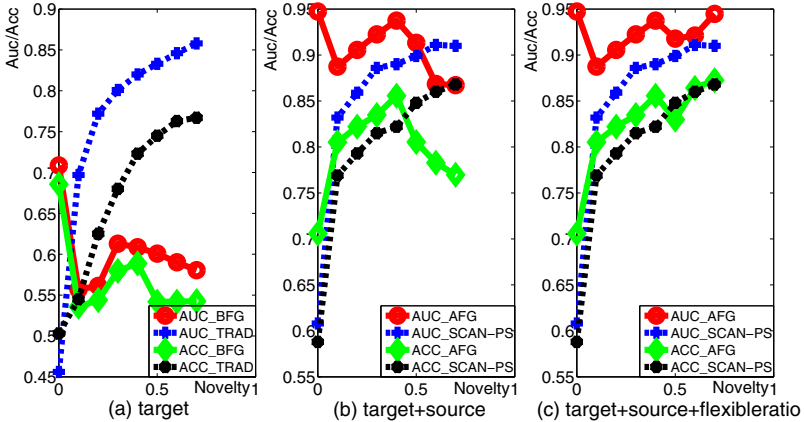 Auc/Acc
0.9
0.85
0.8
0.75
0.7
0.65
0.6
0.55
0.5
0.45
0
0.5
Novelty1
AUC_BFG
AUC_TRAD
ACC_BFG
ACC_TRAD
(a) target
Auc/Acc
0.95
0.9
0.85
0.8
0.75
0.7
0.65
0.6
0.55
0
0.5
Novelty1
AUC_AFG
AUC_SCAN-PS
ACC_AFG
ACC_SCAN-PS
(b) target+source
Auc/Acc
0.95
0.9
0.85
0.8
0.75
0.7
0.65
0.6
0.55
0
0.5
Novelty1
AUC_AFG
AUC_SCAN-PS
ACC_AFG
ACC_SCAN-PS
(c) target+source+flexibleratio